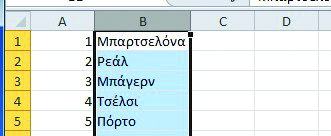 A B C D E
1 1 Μπαρτσελόνα
2 2 Ρεάλ
3 3 Μπάγερν
4 4 Τσέλσι
5 5 Πόρτο